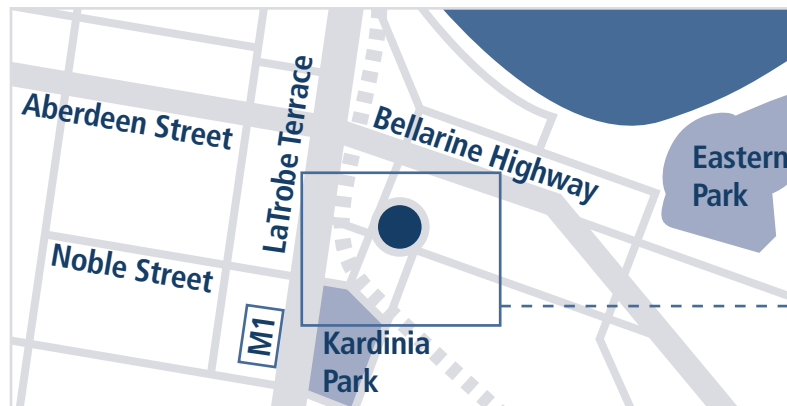 Aberdeen Street
LaTrobe Terrace
Bellarine Highway
Eastern
Park
Noble Street
M1
Kardinia
Park